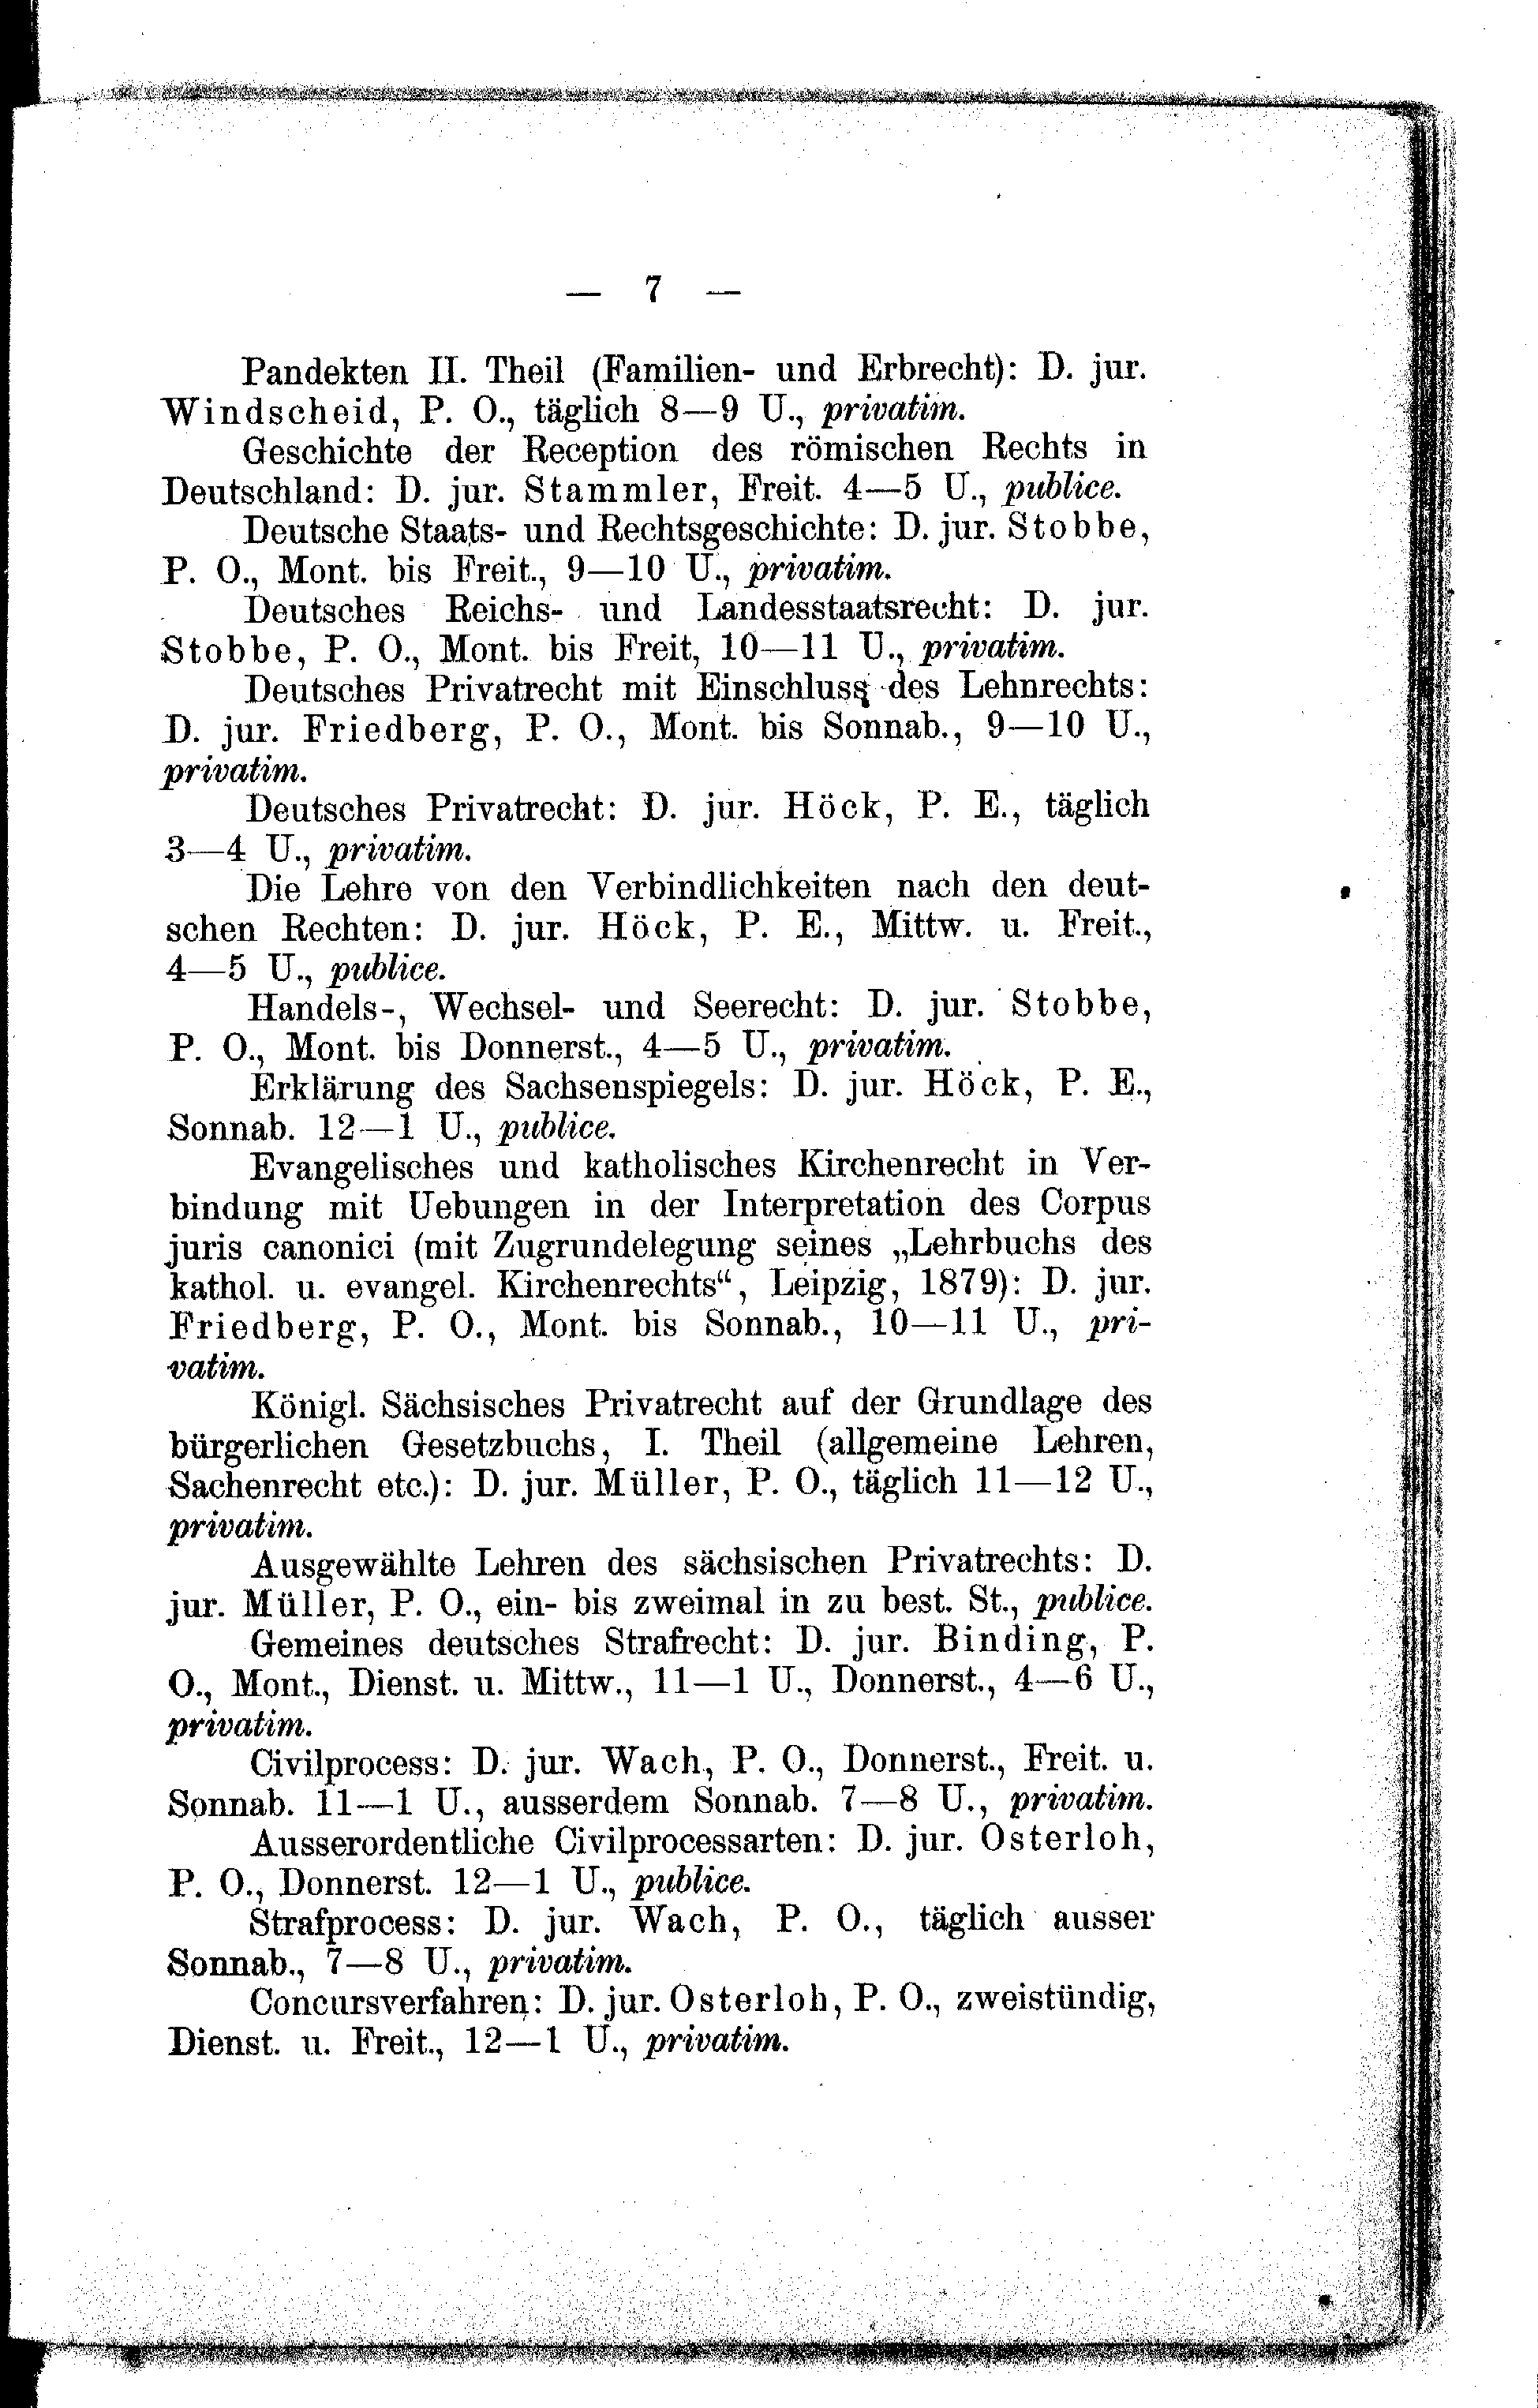 — 7 —
Pandekten II. Theil (Familien- und Erbrecht): D. jur.
Windscheid, P. O., täglich 8—9 U., privatim.
Geschichte der Reception des römischen Rechts in
Deutschland: D. jur. Stammler, Freit. 4—5 U., publice.
Deutsche Staats- und Rechtsgeschichte: D. jur. Stobbe,
P. O., Mont. bis Freit., 9—10 U., privatim.
Deutsches Reichs- und Landesstaatsrecht: D. jur.
Stobbe, P. O., Mont. bis Freit, 10—11 U., privatim.
Deutsches Privatrecht mit Einschluss des Lehnrechts:
D. jur. Friedberg, P. O., Mont. bis Sonnab., 9—10 U.,
privatim.
Deutsches Privatrecht: D. jur. Höck, P. E., täglich
3—4 U., privatim.
Die Lehre von den Verbindlichkeiten nach den deut-
schen Rechten: D. jur. Höck, P. E., Mittw. u. Freit.,
4—5 U., publice.
Handels-, Wechsel- und Seerecht: D. jur. Stobbe,
P. O., Mont. bis Donnerst., 4—5 U., privatim.
Erklärung des Sachsenspiegels: D. jur. Höck, P. E.,
Sonnab. 12—1 U., publice.
Evangelisches und katholisches Kirchenrecht in Ver-
bindung mit Uebungen in der Interpretation des Corpus
juris canonici (mit Zugrundelegung seines „Lehrbuchs des
kathol. u. evangel. Kirchenrechts“, Leipzig, 1879): D. jur.
Friedberg, P. O., Mont. bis Sonnab., 10—11 U., pri-
vatim.
Königl. Sächsisches Privatrecht auf der Grundlage des
bürgerlichen Gesetzbuchs, I. Theil (allgemeine Lehren,
Sachenrecht etc.): D. jur. Müller, P. O., täglich 11—12 U.,
privatim.
Ausgewählte Lehren des sächsischen Privatrechts: D.
jur. Müller, P. O., ein- bis zweimal in zu best. St., publice.
Gemeines deutsches Strafrecht: D. jur. Binding, P.
O., Mont., Dienst. u. Mittw., 11—1 U., Donnerst., 4—6 U.,
privatim.
Civilprocess: D. jur. Wach, P. O., Donnerst., Freit. u.
Sonnab. 11—1 U., ausserdem Sonnab. 7—8 U., privatim.
Ausserordentliche Civilprocessarten: D. jur. Osterloh,
P. O., Donnerst. 12—1 U., publice.
Strafprocess: D. jur. Wach, P. O., täglich ausser
Sonnab., 7—8 U., privatim.
Concursverfahren: D. jur. Osterloh, P. O., zweistündig,
Dienst. u. Freit., 12—1 U., privatim.